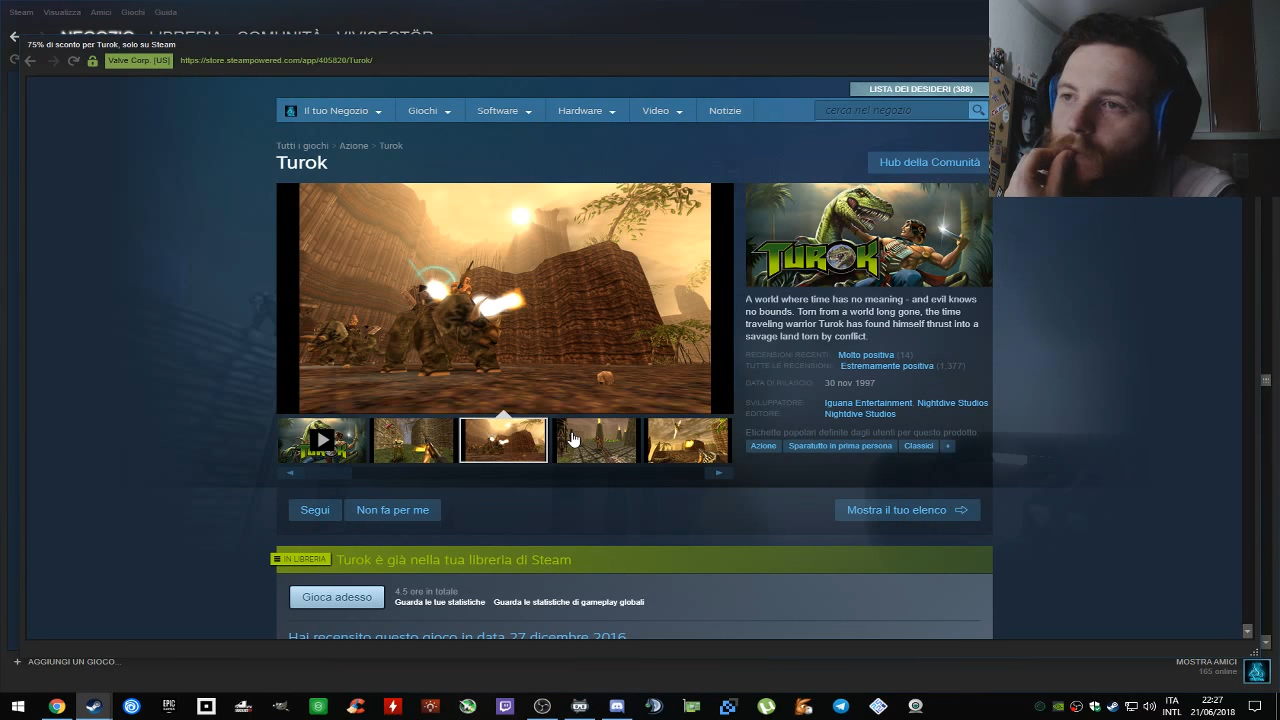 Steam Visualizza Amici Giochi Guida
NEGOZIO LIBRERIA COMUNITÀ VIVISECTÖR
75% di sconto per Turok, solo su Steam
Valve Corp. [US] https://store.steampowered.com/app/405820/Turok/
LISTA DEI DESIDERI (388)
Il tuo Negozio Giochi Software Hardware Video Notizie cerca nel negozio
Tutti i giochi > Azione > Turok
Turok
Hub della Comunità
TUROK
A world where time has no meaning - and evil knows
no bounds. Torn from a world long gone, the time
traveling warrior Turok has found himself thrust into a
savage land torn by conflict.
RECENSIONI RECENTI: Molto positiva (14)
TUTTE LE RECENSIONI: Estremamente positiva (1,377)
DATA DI RILASCIO: 30 nov 1997
SVILUPPATORE: Iguana Entertainment, Nightdive Studios
EDITORE: Nightdive Studios
Etichette popolari definite dagli utenti per questo prodotto:
Azione Sparatutto in prima persona Classici +
TUROK
Segui Non fa per me Mostra il tuo elenco
IN LIBRERIA Turok è già nella tua libreria di Steam
Gioca adesso 4.5 ore in totale
Guarda le tue statistiche Guarda le statistiche di gameplay globali
Hai recensito questo gioco in data 27 dicembre 2016
+ AGGIUNGI UN GIOCO...
MOSTRA AMICI
165 online
EPIC GAMES
ITA 22:27
INTL 21/06/2018